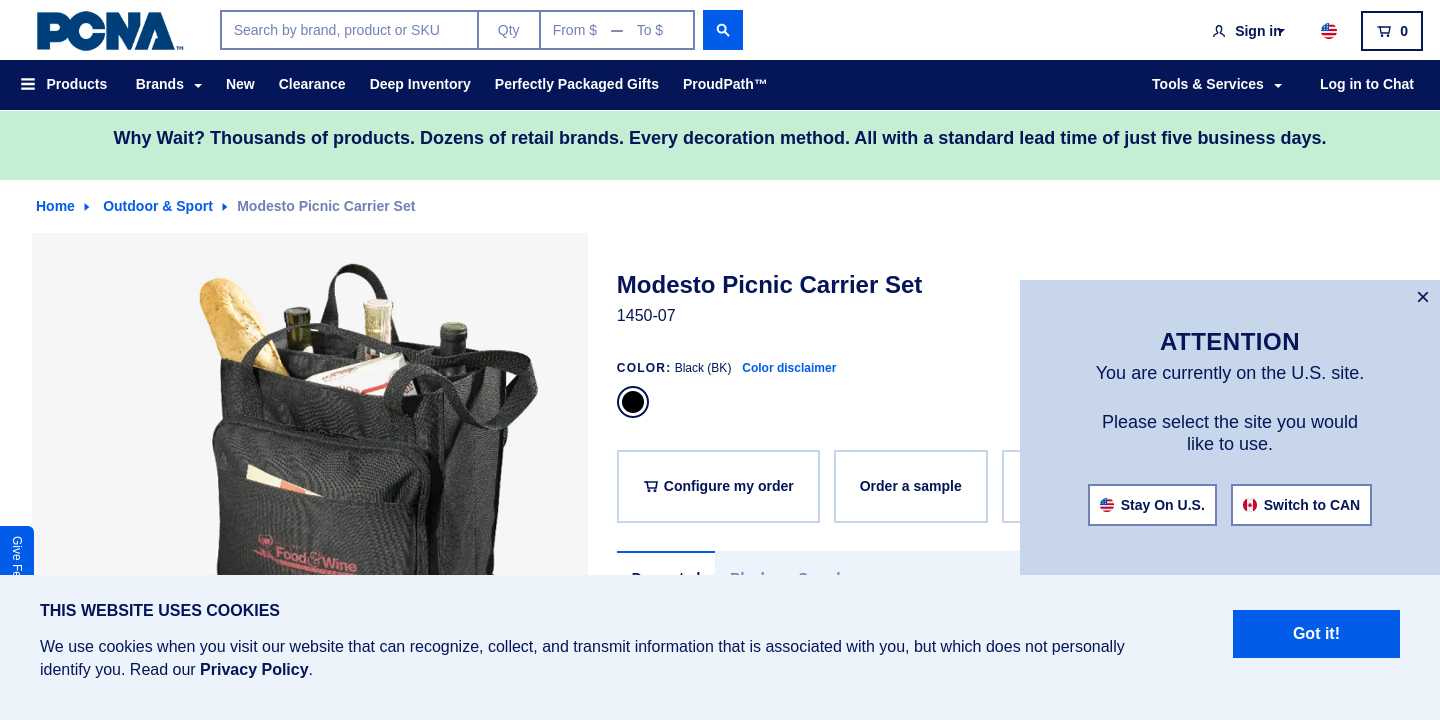 PCNA™
Search by brand, product or SKU
Qty
From $ — To $
Sign in
0
Products
Brands
New
Clearance
Deep Inventory
Perfectly Packaged Gifts
ProudPath™
Tools & Services
Log in to Chat
Why Wait? Thousands of products. Dozens of retail brands. Every decoration method. All with a standard lead time of just five business days.
Home
Outdoor & Sport
Modesto Picnic Carrier Set
Modesto Picnic Carrier Set
1450-07
COLOR: Black (BK) Color disclaimer
Configure my order
Order a sample
Food & Wine
Give Fe
×
ATTENTION
You are currently on the U.S. site.
Please select the site you would
like to use.
Stay On U.S.
Switch to CAN
THIS WEBSITE USES COOKIES
We use cookies when you visit our website that can recognize, collect, and transmit information that is associated with you, but which does not personally
identify you. Read our Privacy Policy.
Got it!